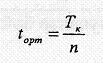 t_орт = T_к / n